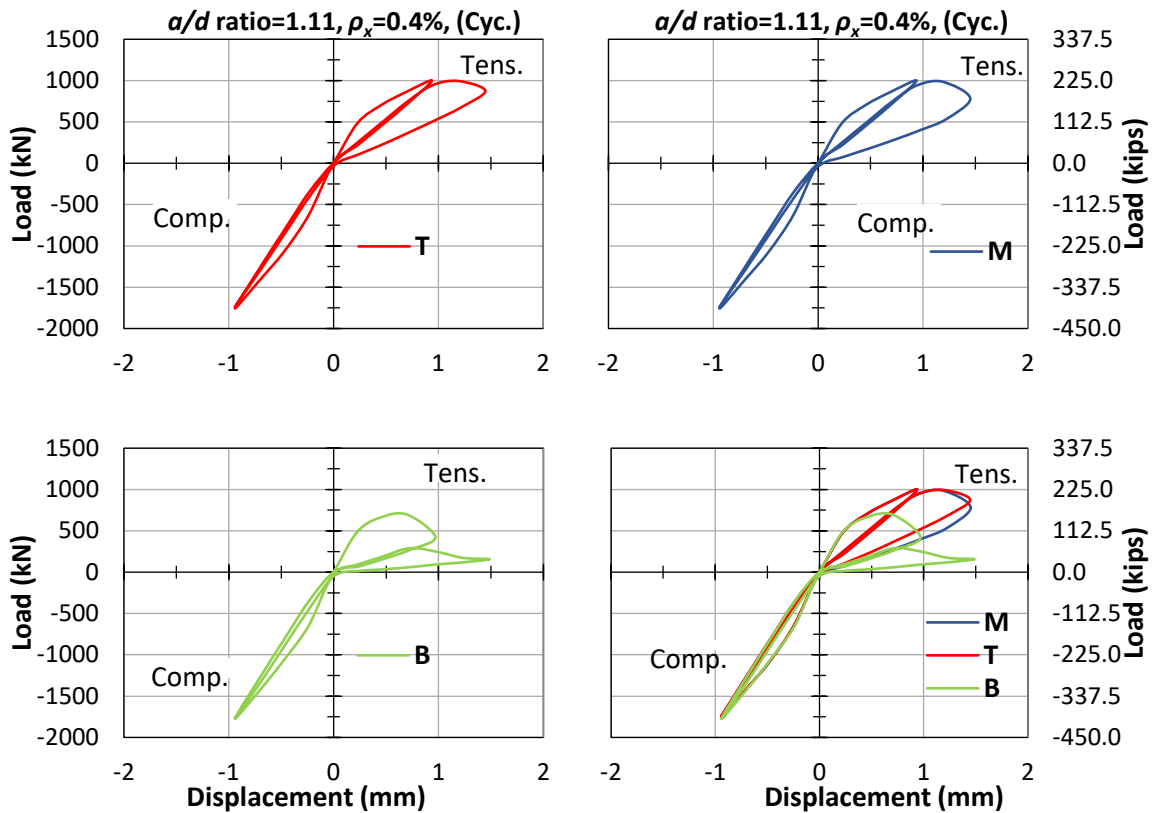 a/d ratio=1.11, ρx=0.4%, (Cyc.)
a/d ratio=1.11, ρx=0.4%, (Cyc.)
1500
1000
500
0
-500
-1000
-1500
-2000
Load (kN)
Tens.
Comp.
T
-2 -1 0 1 2
Tens.
Comp.
M
-2 -1 0 1 2
337.5
225.0
112.5
0.0
-112.5
-225.0
-337.5
-450.0
Load (kips)
1500
1000
500
0
-500
-1000
-1500
-2000
Load (kN)
Tens.
Comp.
B
-2 -1 0 1 2
Displacement (mm)
Tens.
Comp.
M
T
B
-2 -1 0 1 2
Displacement (mm)
337.5
225.0
112.5
0.0
-112.5
-225.0
-337.5
-450.0
Load (kips)